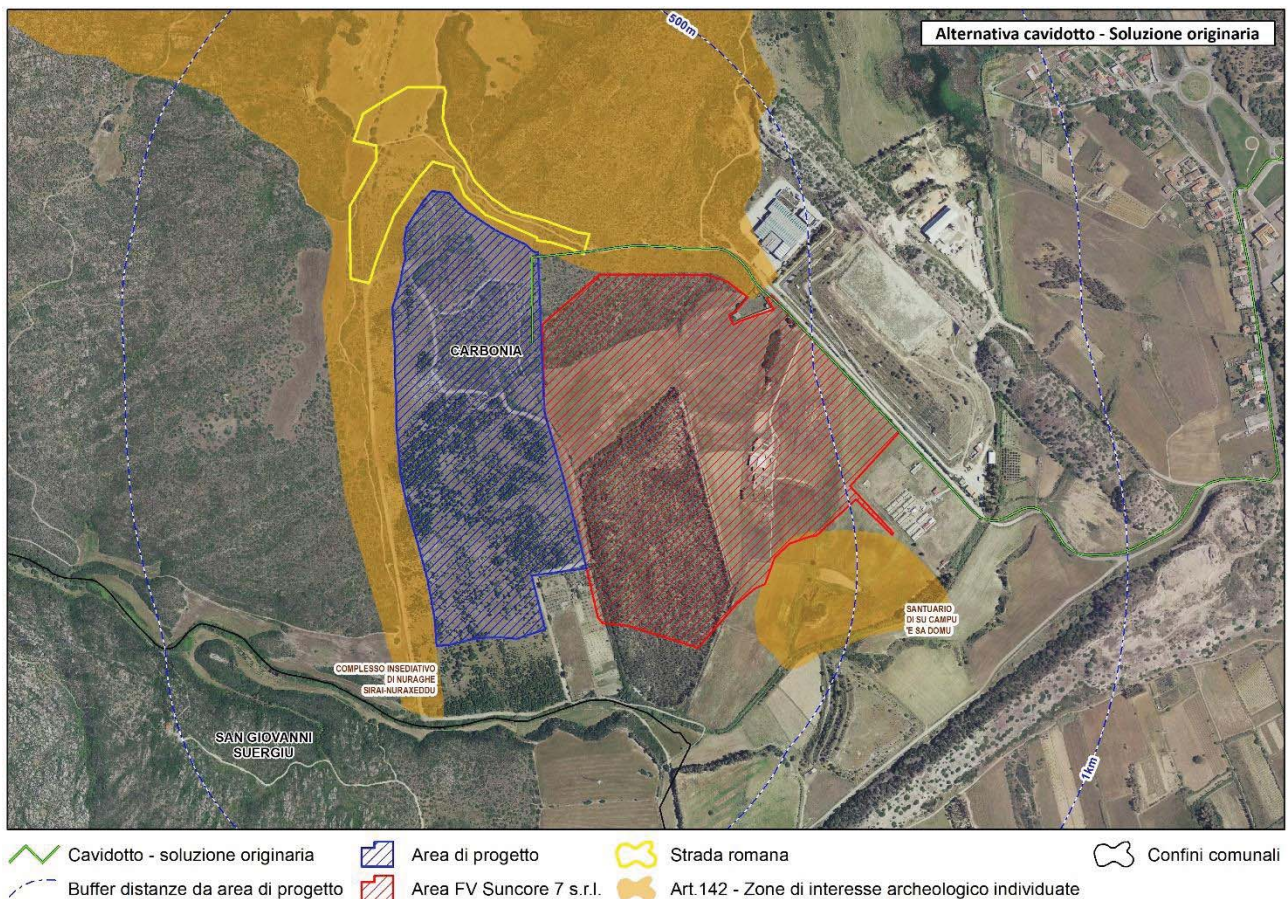 Alternativa cavidotto - Soluzione originaria
500m
CARBONIA
SANTUARIO
DI SU CAMPU
'E SA DOMU
COMPLESSO INSEDIATIVO
DI NURAGHE
SIRAI-NURAXEDDU
SAN GIOVANNI
SUERGIU
1km
Cavidotto - soluzione originaria
Area di progetto
Strada romana
Confini comunali
Buffer distanze da area di progetto
Area FV Suncore 7 s.r.l.
Art.142 - Zone di interesse archeologico individuate